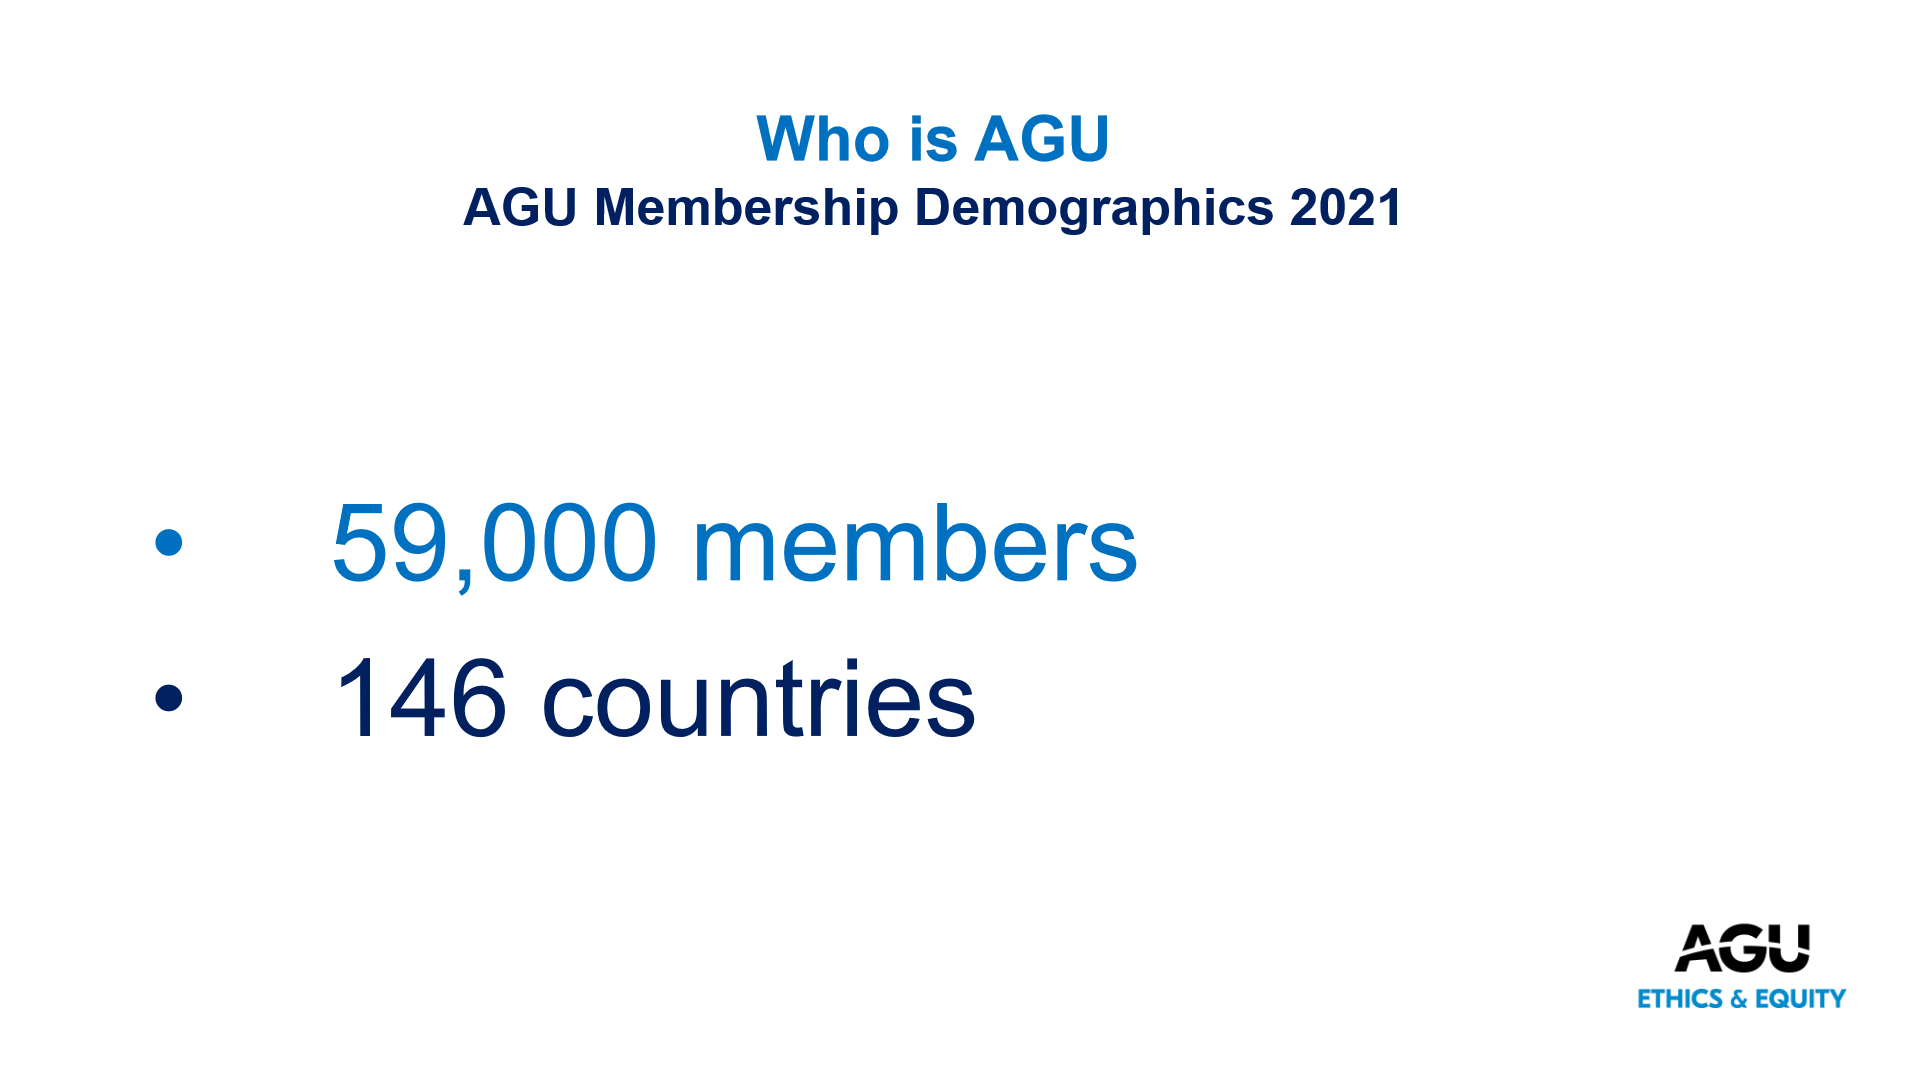 Who is AGU
AGU Membership Demographics 2021
• 59,000 members
• 146 countries
AGU
ETHICS & EQUITY